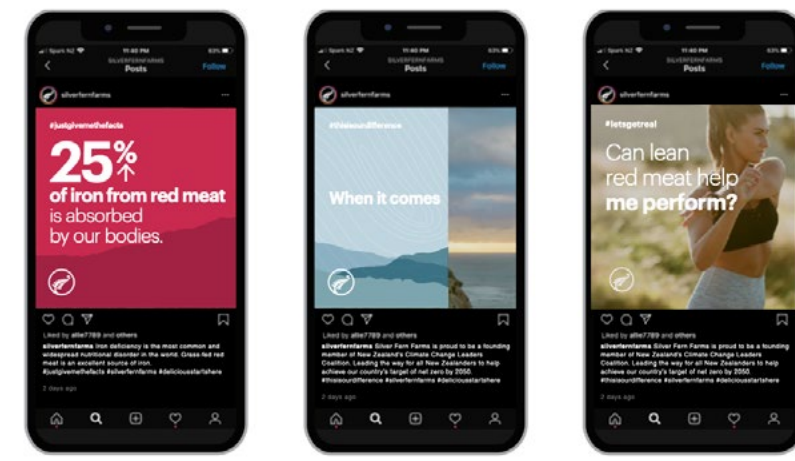 Spark NZ 11:40 PM 83%
SILVERFERNFARMS
Posts
Follow
silverfernfarms
#justgivemethefacts
25%
of iron from red meat
is absorbed
by our bodies.
Liked by allie7789 and others
silverfernfarms Iron deficiency is the most common and
widespread nutritional disorder in the world. Grass-fed red
meat is an excellent source of iron.
#justgivemethefacts #silverfernfarms #deliciousstartshere
2 days ago
Spark NZ 11:40 PM 83%
SILVERFERNFARMS
Posts
Follow
silverfernfarms
#thisisourdifference
When it comes
Liked by allie7789 and others
silverfernfarms Silver Fern Farms is proud to be a founding
member of New Zealand's Climate Change Leaders
Coalition. Leading the way for all New Zealanders to help
achieve our country's target of net zero by 2050.
#thisisourdifference #silverfernfarms #deliciousstartshere
2 days ago
Spark NZ 11:40 PM 83%
SILVERFERNFARMS
Posts
Follow
silverfernfarms
#letsgetreal
Can lean
red meat help
me perform?
Liked by allie7789 and others
silverfernfarms Silver Fern Farms is proud to be a founding
member of New Zealand's Climate Change Leaders
Coalition. Leading the way for all New Zealanders to help
achieve our country's target of net zero by 2050.
#thisisourdifference #silverfernfarms #deliciousstartshere
2 days ago